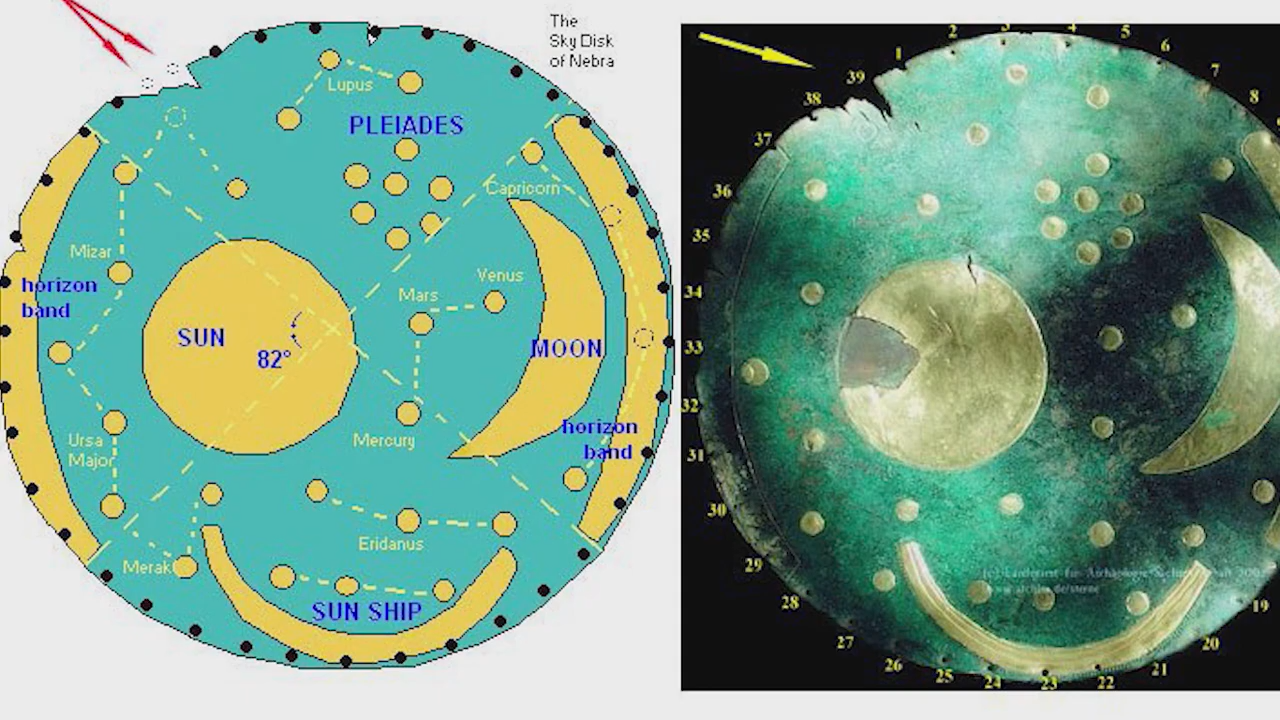 The
Sky Disk
of Nebra
Lupus
PLEIADES
Capricorn
Mizar
horizon
band
Venus
Mars
SUN
82°
MOON
horizon
band
Ursa
Major
Mercury
Eridanus
Merak
SUN SHIP
1
2
3
4
5
6
7
8
39
38
37
36
35
34
33
32
31
30
29
28
27
26
25
24
23
22
21
20
19